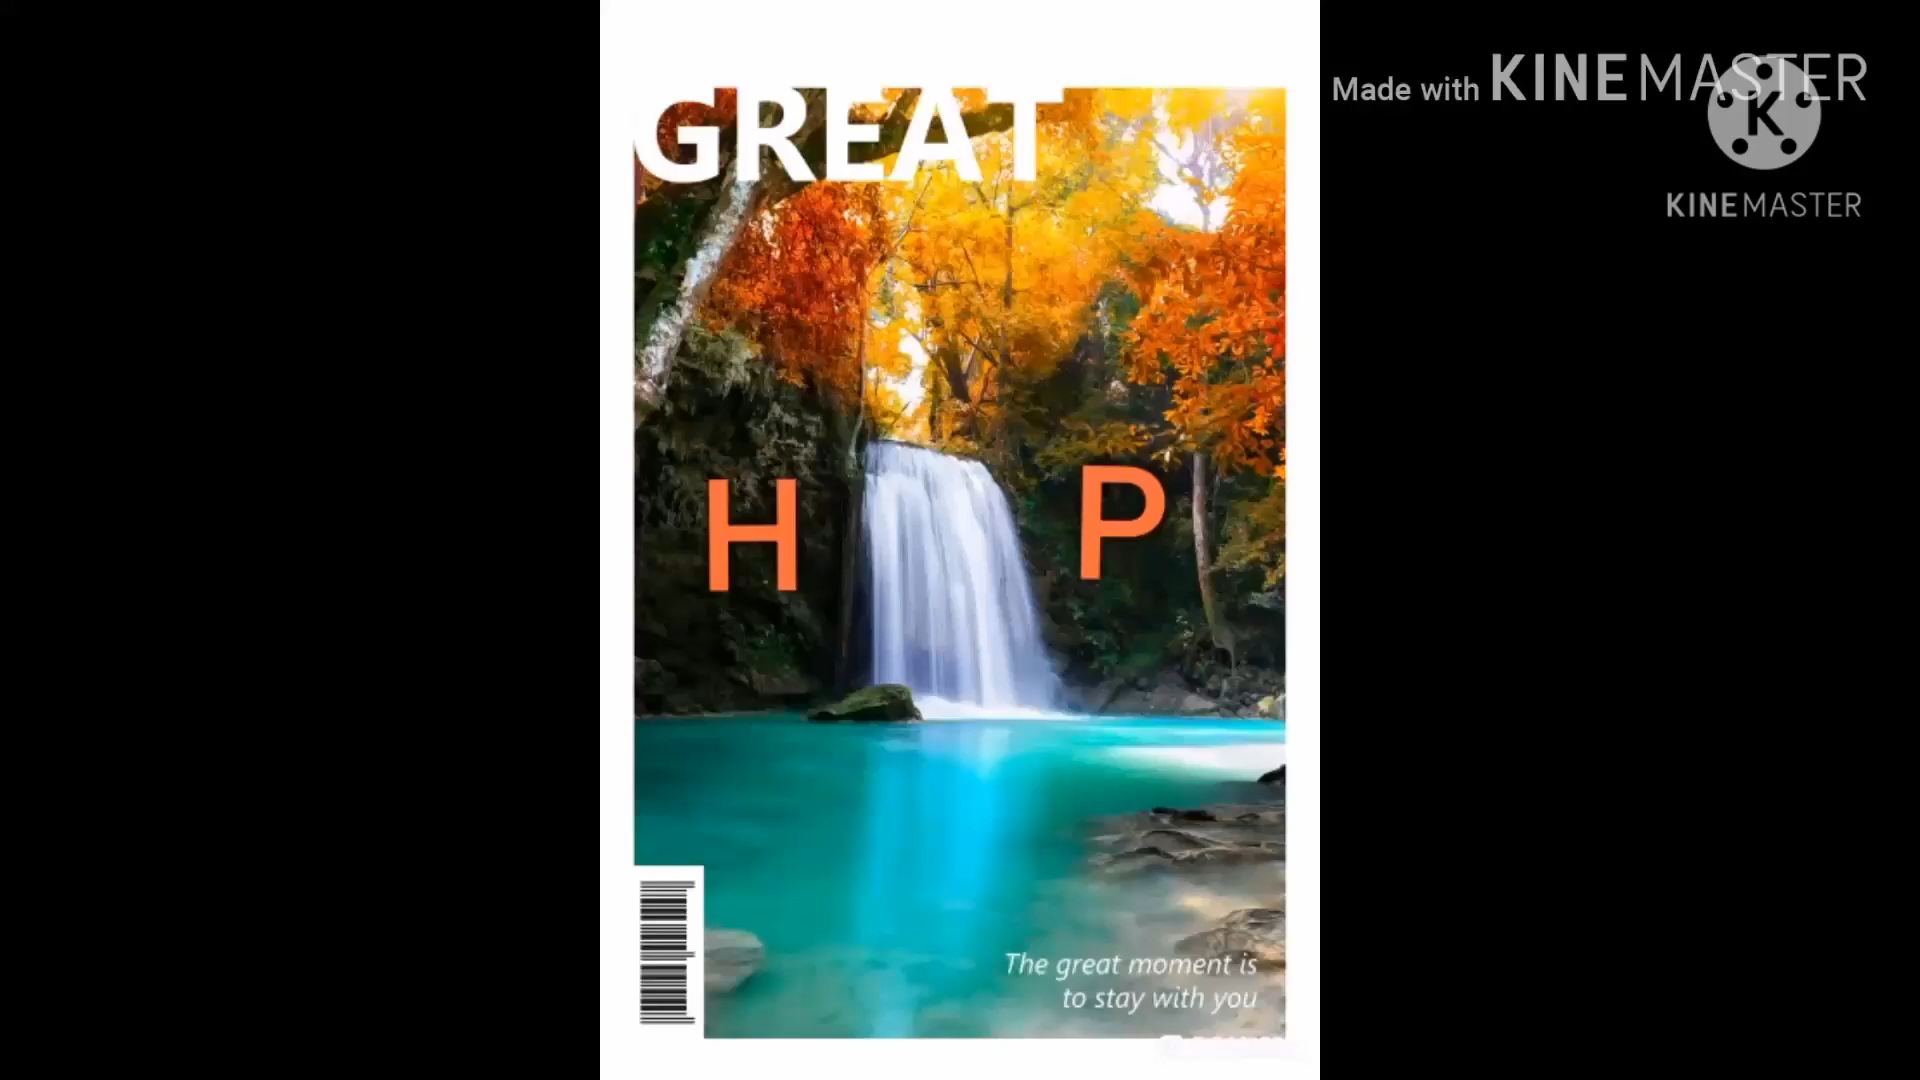 GREAT
Made with KINEMASTER
K
KINEMASTER
H P
The great moment is
to stay with you